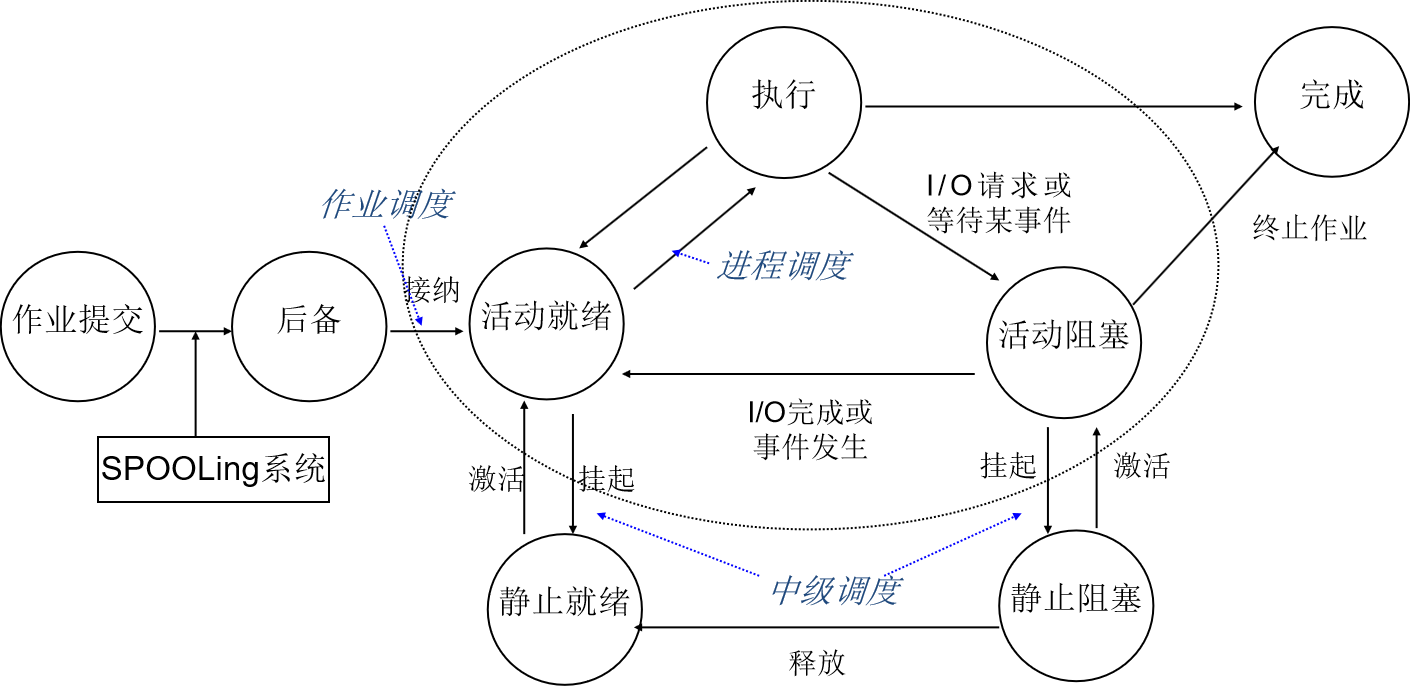 执行
完成
I/O请求或
等待某事件
作业调度
终止作业
进程调度
接纳
作业提交
后备
活动就绪
活动阻塞
I/O完成或
事件发生
SPOOLing系统
激活
挂起
挂起
激活
中级调度
静止就绪
静止阻塞
释放